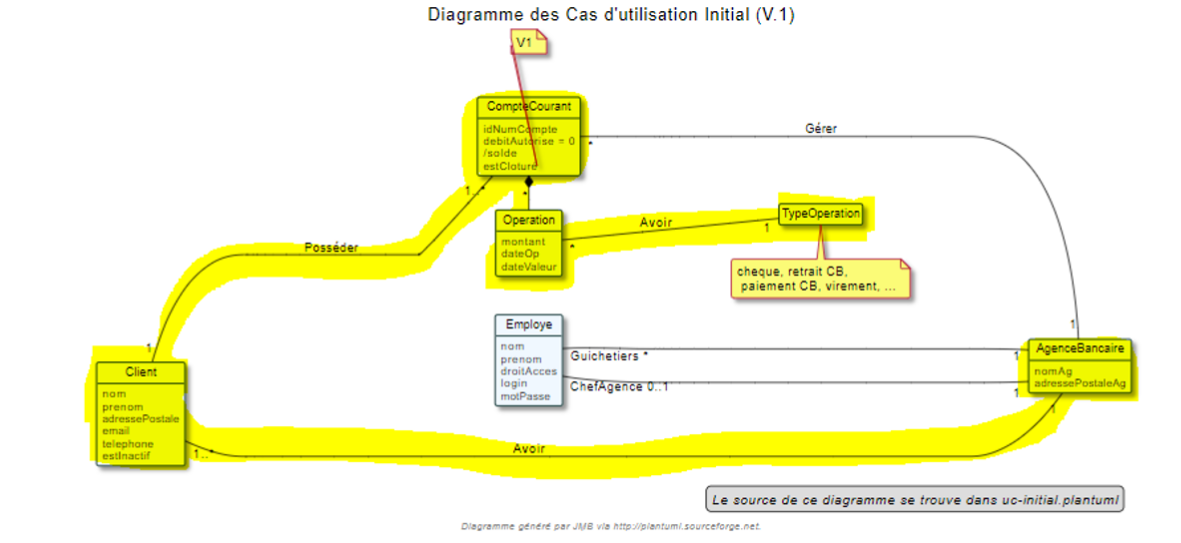 Diagramme des Cas d'utilisation Initial (V.1)
V1
CompteCourant
idNumCompte
debitAutorise = 0
/solde
estCloture
*
Gérer
1..*
*
Operation
montant
dateOp
dateValeur
*
Avoir
1
TypeOperation
cheque, retrait CB,
paiement CB, virement, ...
Posséder
Employe
nom
prenom
droitAcces
login
motPasse
Guichetiers *
ChefAgence 0..1
1
1
1
AgenceBancaire
nomAg
adressePostaleAg
1
1
Client
nom
prenom
adressePostale
email
telephone
estInactif
1..*
Avoir
Le source de ce diagramme se trouve dans uc-initial.plantuml
Diagramme généré par JMB via http://plantuml.sourceforge.net.